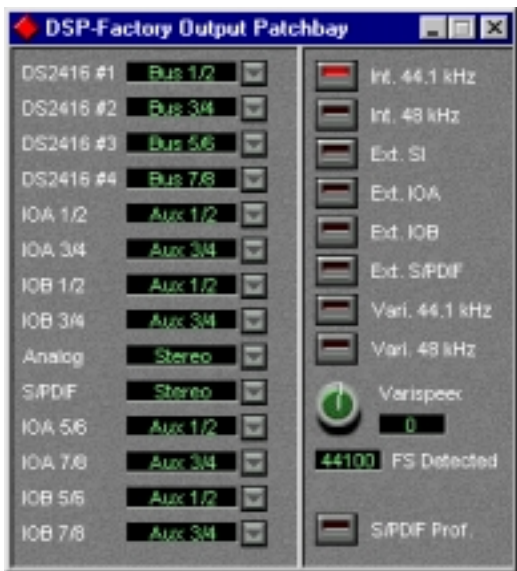 DSP-Factory Output Patchbay
DS2416 #1 Bus 1/2
DS2416 #2 Bus 3/4
DS2416 #3 Bus 5/6
DS2416 #4 Bus 7/8
IOA 1/2 Aux 1/2
IOA 3/4 Aux 3/4
IOB 1/2 Aux 1/2
IOB 3/4 Aux 3/4
Analog Stereo
S/PDIF Stereo
IOA 5/6 Aux 1/2
IOA 7/8 Aux 3/4
IOB 5/6 Aux 1/2
IOB 7/8 Aux 3/4
Int. 44.1 kHz
Int. 48 kHz
Ext. SI
Ext. IOA
Ext. IOB
Ext. S/PDIF
Vari. 44.1 kHz
Vari. 48 kHz
Varispeec
0
44100 FS Detected
S/PDIF Prof.